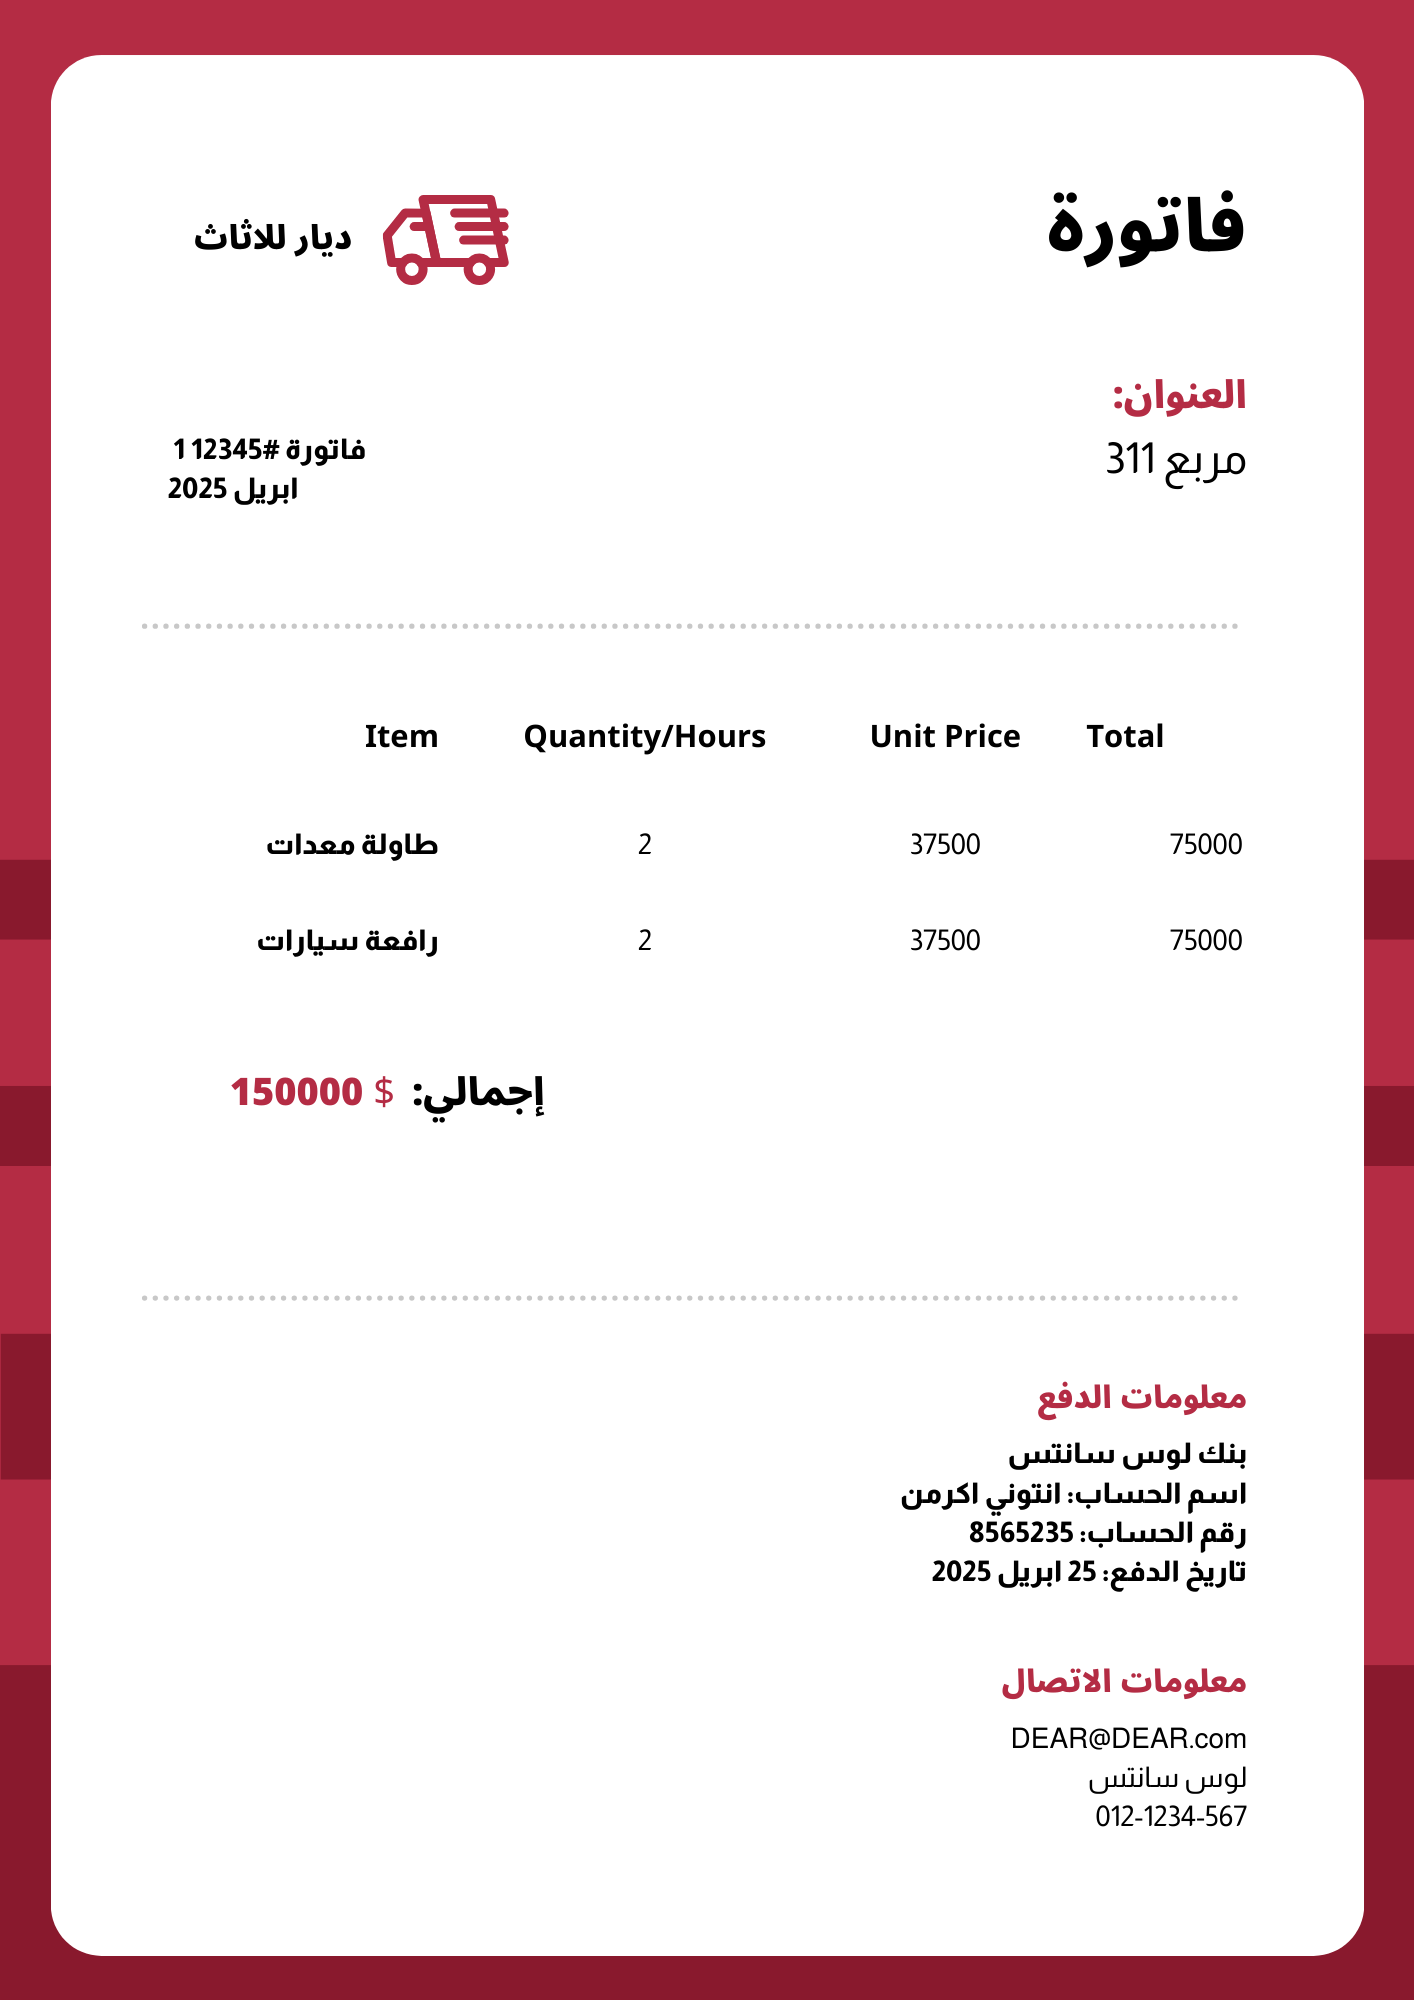 فاتورة
ديار للاثاث
العنوان:
مربع 311
فاتورة #12345 1
ابريل 2025
Item Quantity/Hours Unit Price Total
طاولة معدات 2 37500 75000
رافعة سيارات 2 37500 75000
إجمالي: $ 150000
معلومات الدفع
بنك لوس سانتس
اسم الحساب: انتوني اكرمن
رقم الحساب: 8565235
تاريخ الدفع: 25 ابريل 2025
معلومات الاتصال
DEAR@DEAR.com
لوس سانتس
012-1234-567